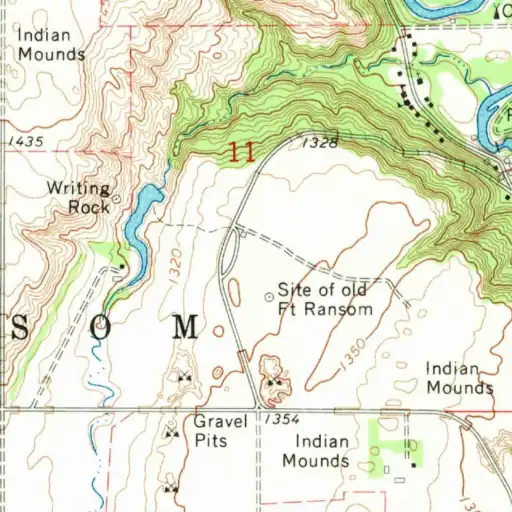 Indian
Mounds
1435
11
1328
Writing
Rock
1320
Site of old
Ft Ransom
S O M
1350
Indian
Mounds
Gravel
Pits
1354
Indian
Mounds